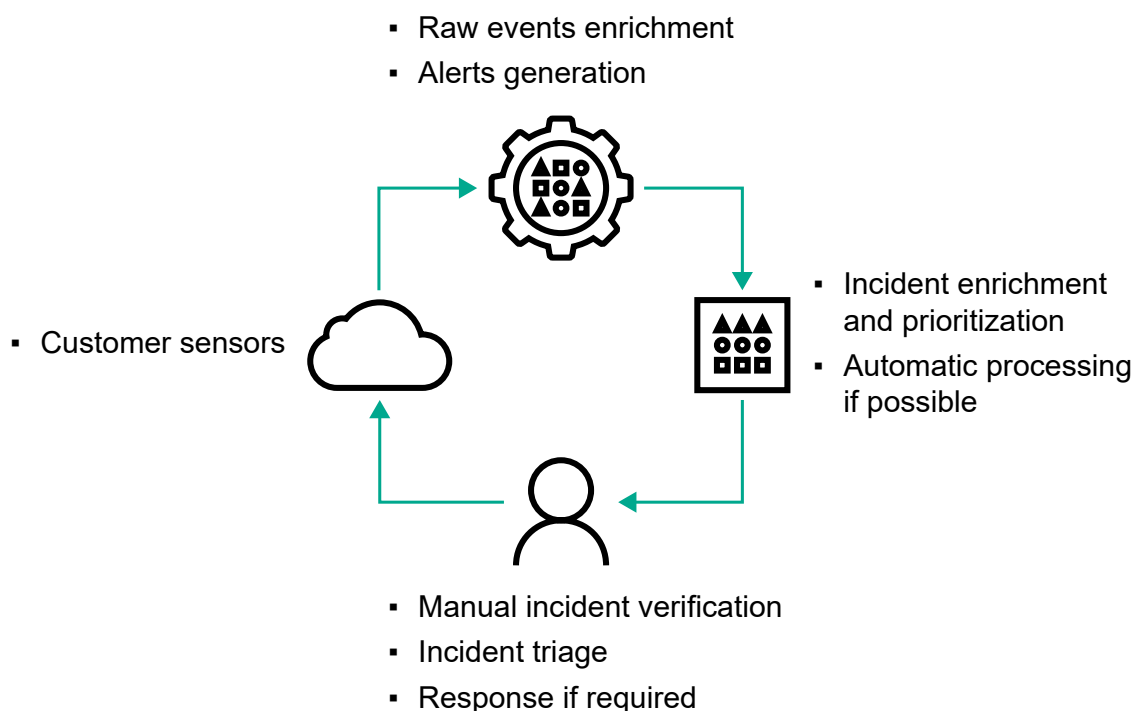 ▪ Raw events enrichment
▪ Alerts generation
▪ Customer sensors
▪ Incident enrichment
and prioritization
▪ Automatic processing
if possible
▪ Manual incident verification
▪ Incident triage
▪ Response if required